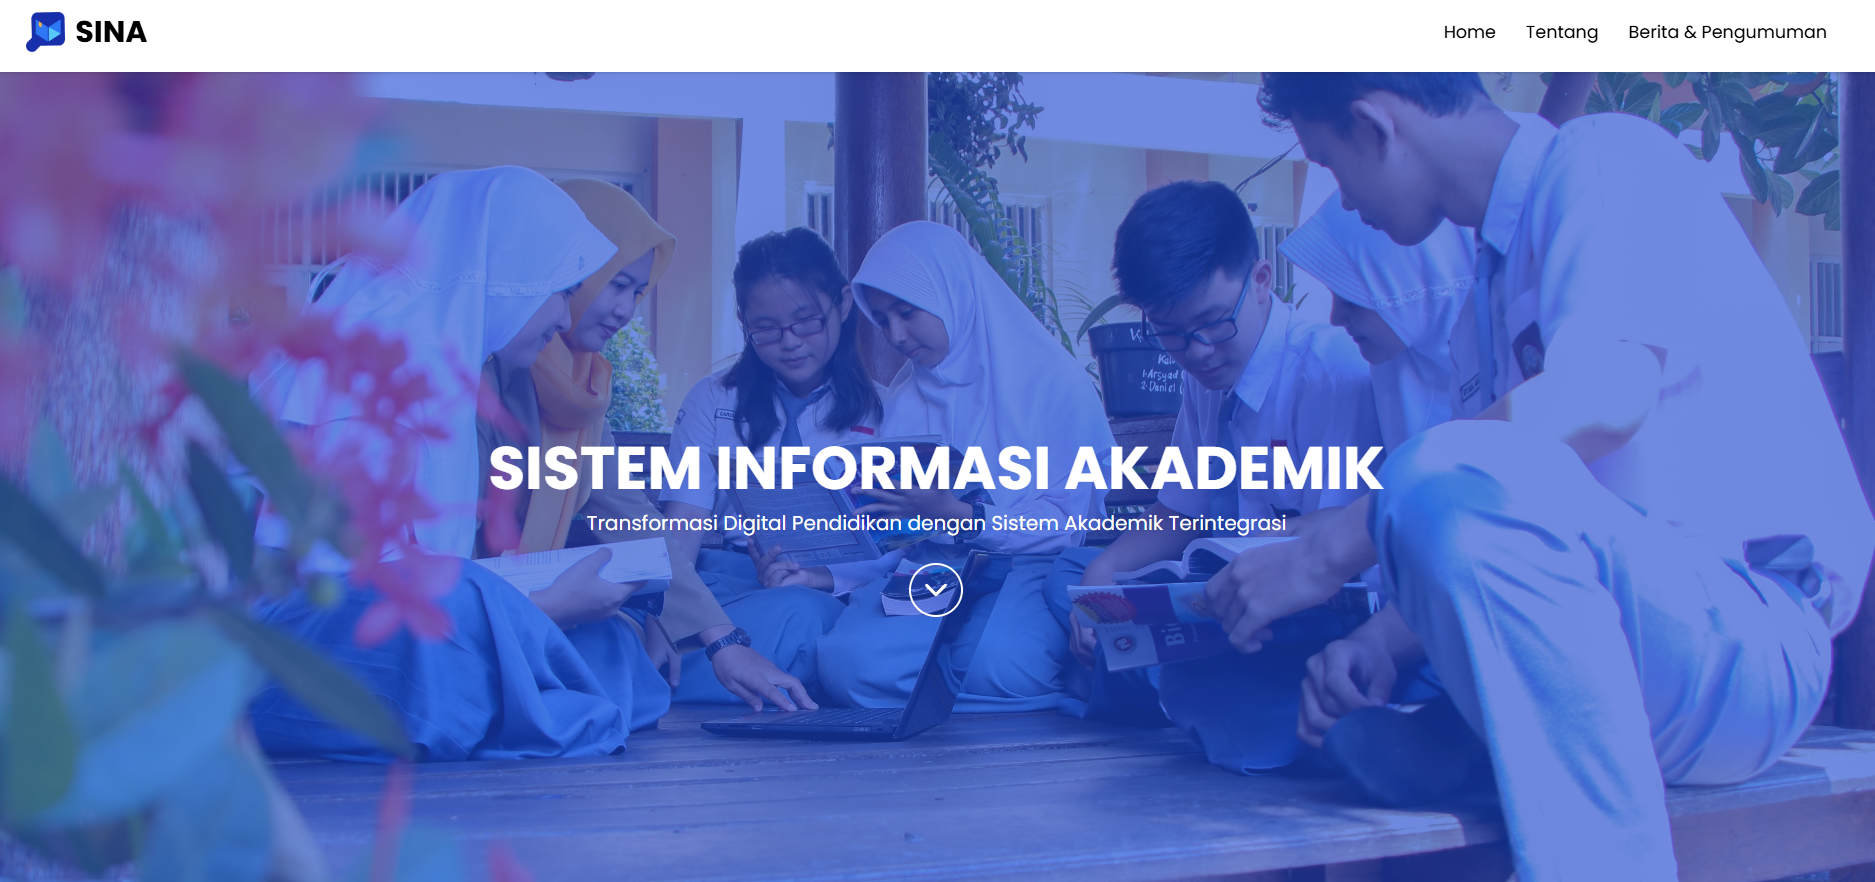 SINA
Home
Tentang
Berita & Pengumuman
SISTEM INFORMASI AKADEMIK
Transformasi Digital Pendidikan dengan Sistem Akademik Terintegrasi